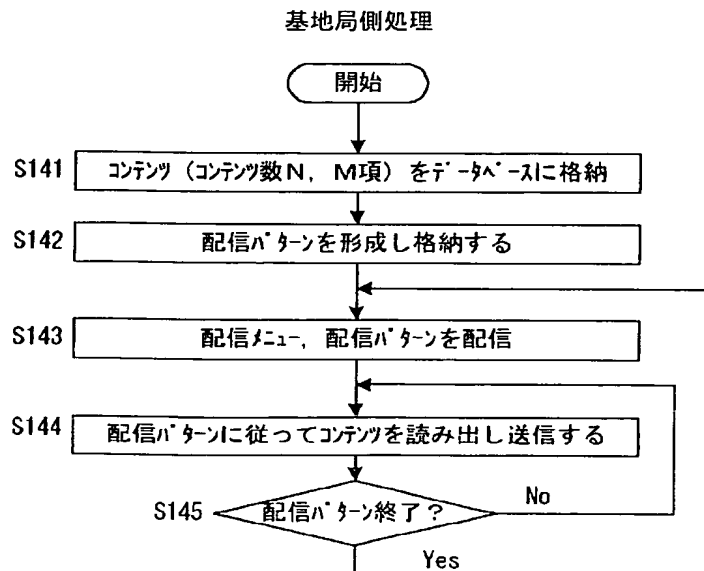 基地局側処理
開始
S141
コンテンツ（コンテンツ数N，M項）をデータベースに格納
S142
配信パターンを形成し格納する
S143
配信メニュー，配信パターンを配信
S144
配信パターンに従ってコンテンツを読み出し送信する
S145
配信パターン終了？
No
Yes